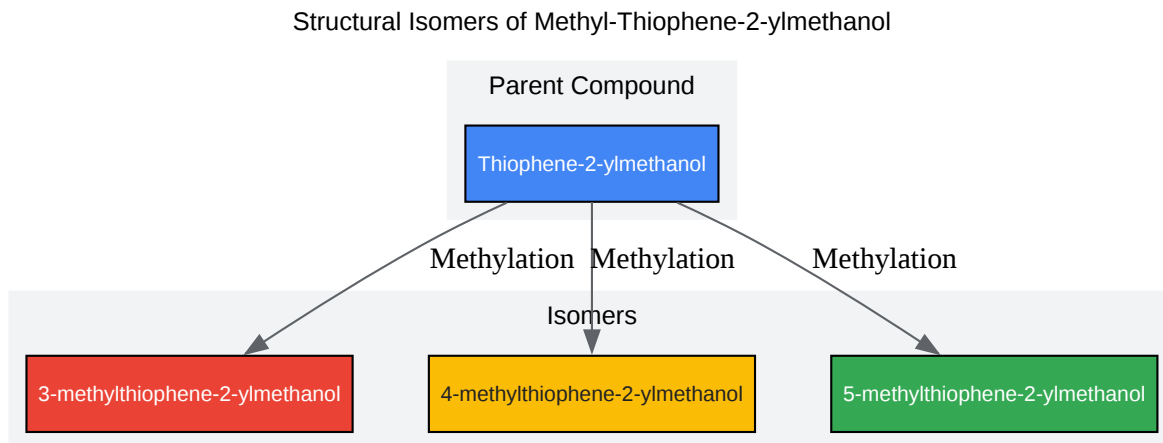 Structural Isomers of Methyl-Thiophene-2-ylmethanol
Parent Compound
Thiophene-2-ylmethanol
Methylation
Methylation
Methylation
Isomers
3-methylthiophene-2-ylmethanol
4-methylthiophene-2-ylmethanol
5-methylthiophene-2-ylmethanol